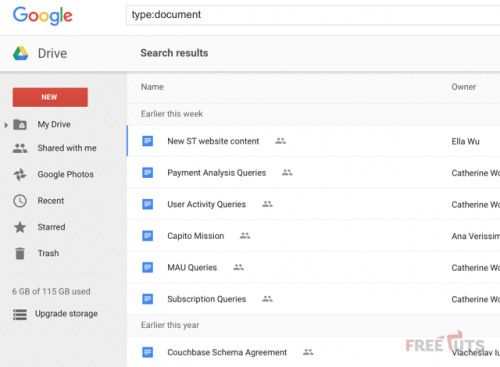 Google
type:document
Drive
Search results
NEW
My Drive
Shared with me
Google Photos
Recent
Starred
Trash
6 GB of 115 GB used
Upgrade storage
Name Owner
Earlier this week
New ST website content Ella Wu
Payment Analysis Queries Catherine Wo
User Activity Queries Catherine Wo
Capito Mission Ana Verissim
MAU Queries Catherine Wo
Subscription Queries Catherine Wo
Earlier this year
Couchbase Schema Agreement Vlacheslav Iu
FREETUTS